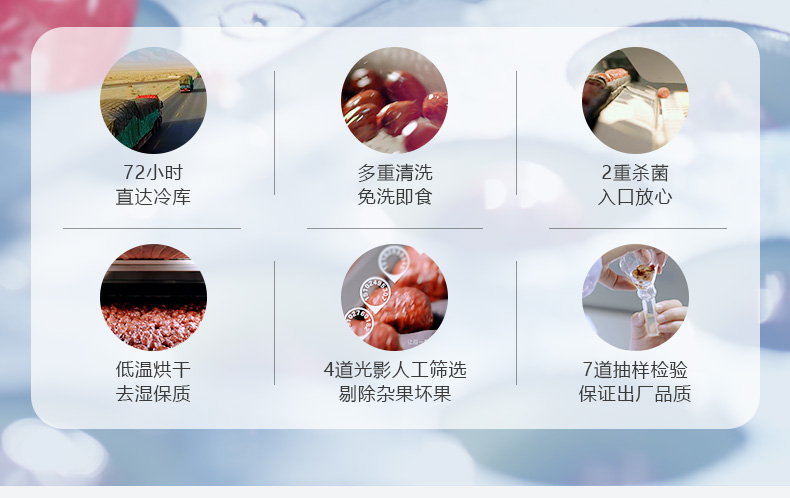 72小时
直达冷库
多重清洗
免洗即食
2重杀菌
入口放心
低温烘干
去湿保质
4道光影人工筛选
剔除杂果坏果
7道抽样检验
保证出厂品质